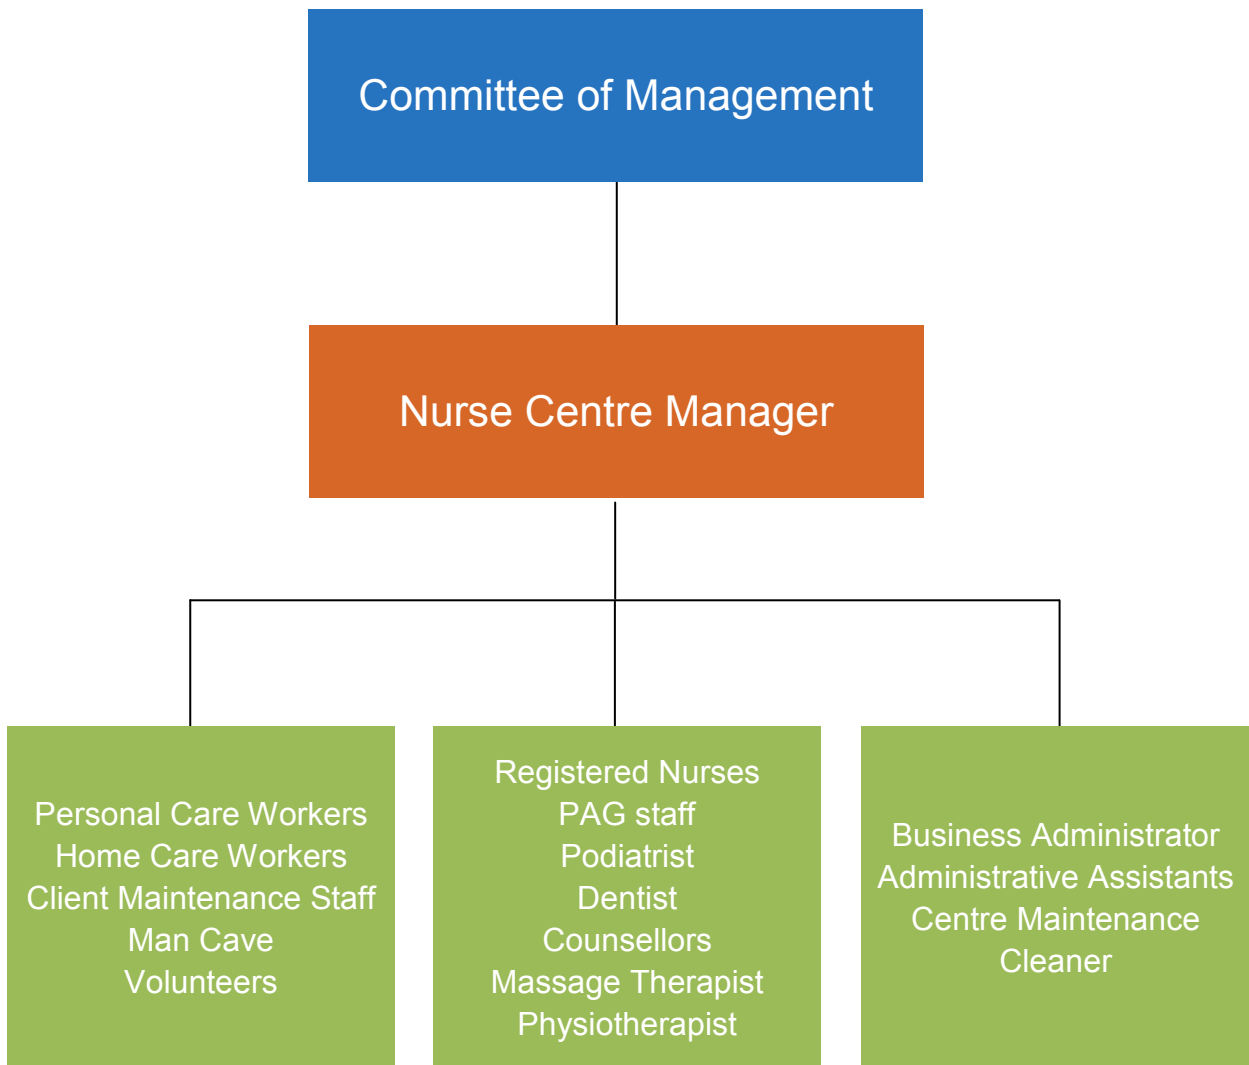 Committee of Management
Nurse Centre Manager
Personal Care Workers
Home Care Workers
Client Maintenance Staff
Man Cave
Volunteers
Registered Nurses
PAG staff
Podiatrist
Dentist
Counsellors
Massage Therapist
Physiotherapist
Business Administrator
Administrative Assistants
Centre Maintenance
Cleaner